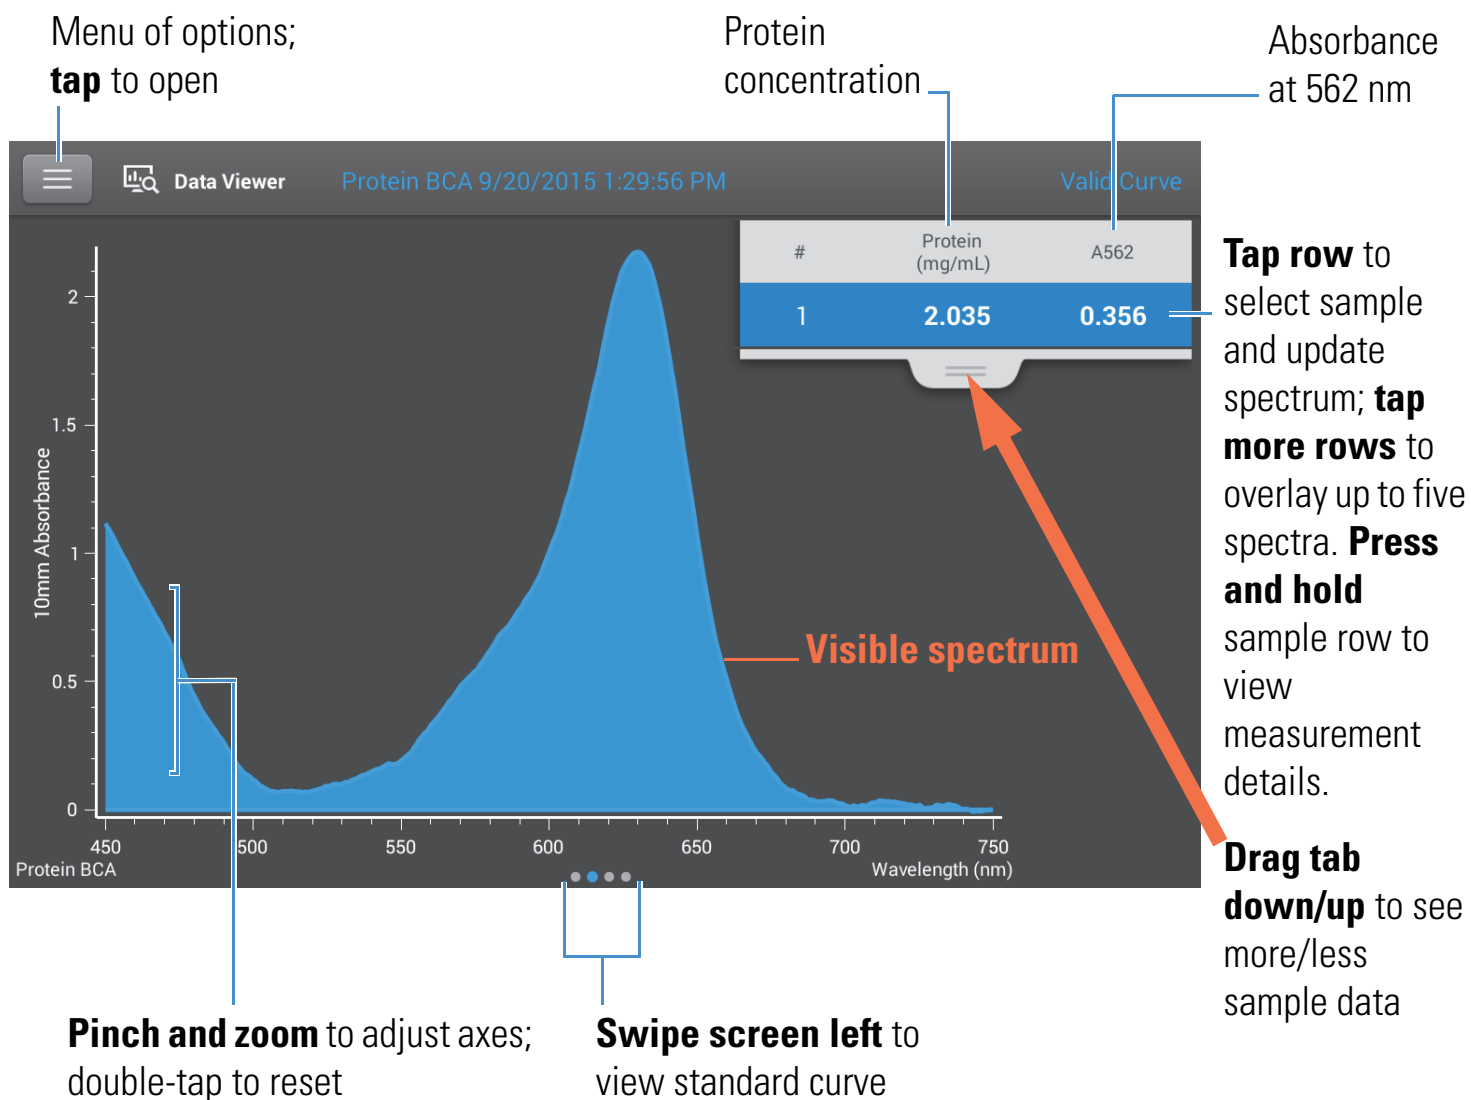 Menu of options;
tap to open
Protein
concentration
Absorbance
at 562 nm
Data Viewer
Protein BCA 9/20/2015 1:29:56 PM
Valid Curve
#
Protein
(mg/mL)
A562
1
2.035
0.356
Tap row to
select sample
and update
spectrum; tap
more rows to
overlay up to five
spectra. Press
and hold
sample row to
view
measurement
details.
2
1.5
1
0.5
0
10mm Absorbance
Visible spectrum
450
500
550
600
650
700
750
Protein BCA
Wavelength (nm)
Drag tab
down/up to see
more/less
sample data
Pinch and zoom to adjust axes;
double-tap to reset
Swipe screen left to
view standard curve